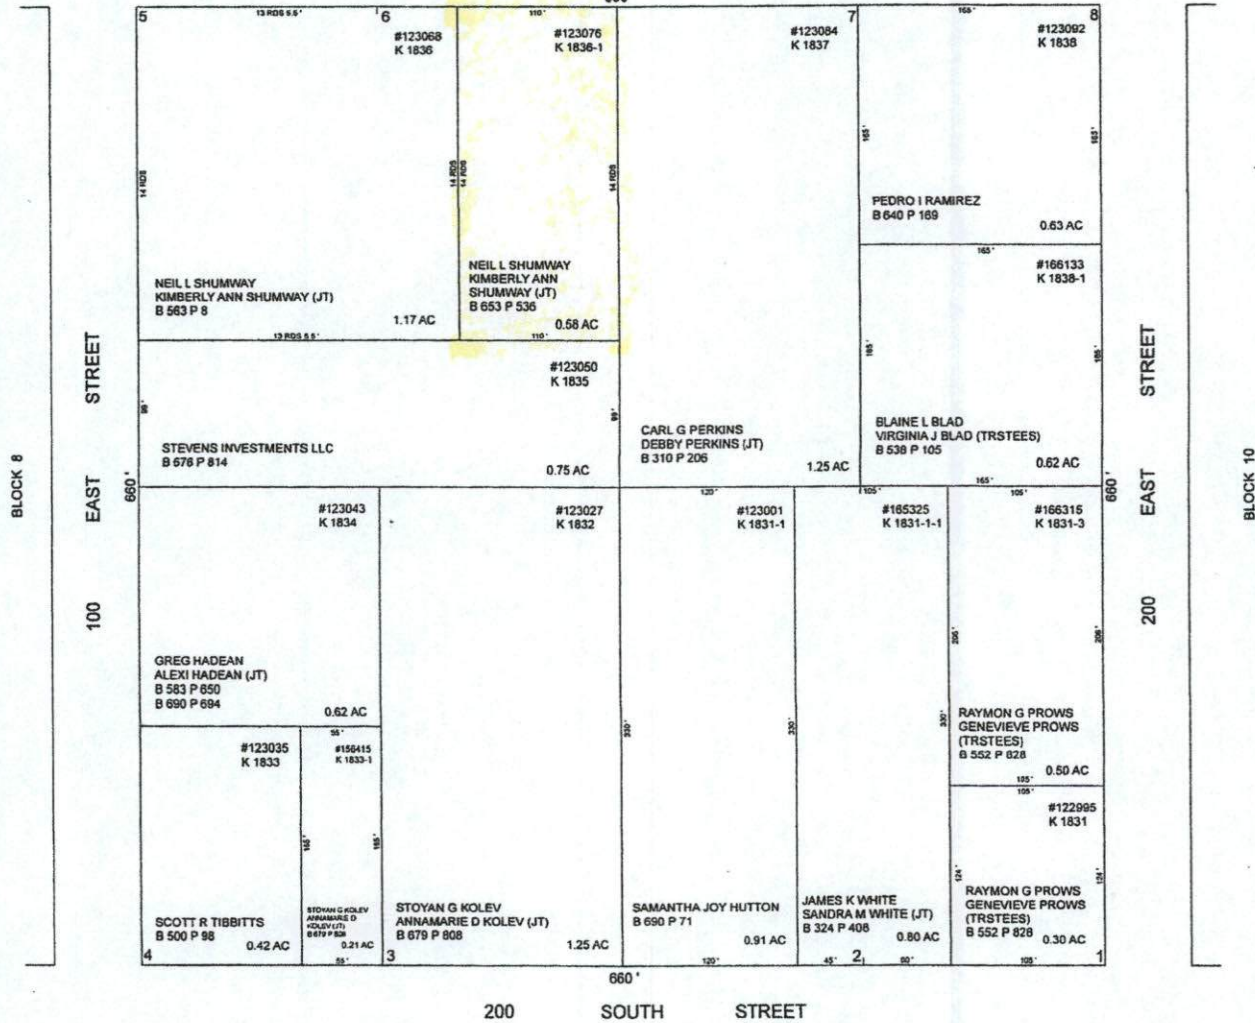 5
13 RDS 5.5'
6
110'
7
165'
8
#123068
K 1836
#123076
K 1836-1
#123084
K 1837
#123092
K 1838
14 RDS
14 RDS
14 RDS
14 RDS
165'
165'
PEDRO I RAMIREZ
B 640 P 169
0.63 AC
165'
#166133
K 1838-1
NEIL L SHUMWAY
KIMBERLY ANN SHUMWAY (JT)
B 563 P 8
1.17 AC
NEIL L SHUMWAY
KIMBERLY ANN
SHUMWAY (JT)
B 653 P 536
0.58 AC
13 RDS 5.5'
110'
165'
165'
#123050
K 1835
99'
99'
STEVENS INVESTMENTS LLC
B 676 P 814
0.75 AC
CARL G PERKINS
DEBBY PERKINS (JT)
B 310 P 206
1.25 AC
BLAINE L BLAD
VIRGINIA J BLAD (TRSTEES)
B 538 P 105
0.62 AC
165'
BLOCK 8
100 EAST STREET
660'
660'
200 EAST STREET
BLOCK 10
120'
105'
105'
#123043
K 1834
#123027
K 1832
#123001
K 1831-1
#165325
K 1831-1-1
#166315
K 1831-3
GREG HADEAN
ALEXI HADEAN (JT)
B 583 P 650
B 690 P 694
0.62 AC
330'
330'
330'
206'
206'
RAYMON G PROWS
GENEVIEVE PROWS
(TRSTEES)
B 552 P 828
0.50 AC
105'
105'
55'
#123035
K 1833
#156415
K 1833-1
#122995
K 1831
165'
165'
124'
124'
SCOTT R TIBBITTS
B 500 P 98
0.42 AC
STOYAN G KOLEV
ANNAMARIE D
KOLEV (JT)
B 679 P 808
0.21 AC
STOYAN G KOLEV
ANNAMARIE D KOLEV (JT)
B 679 P 808
1.25 AC
SAMANTHA JOY HUTTON
B 690 P 71
0.91 AC
JAMES K WHITE
SANDRA M WHITE (JT)
B 324 P 408
0.80 AC
RAYMON G PROWS
GENEVIEVE PROWS
(TRSTEES)
B 552 P 828
0.30 AC
4
55'
3
120'
45'
2
60'
105'
1
660'
200 SOUTH STREET